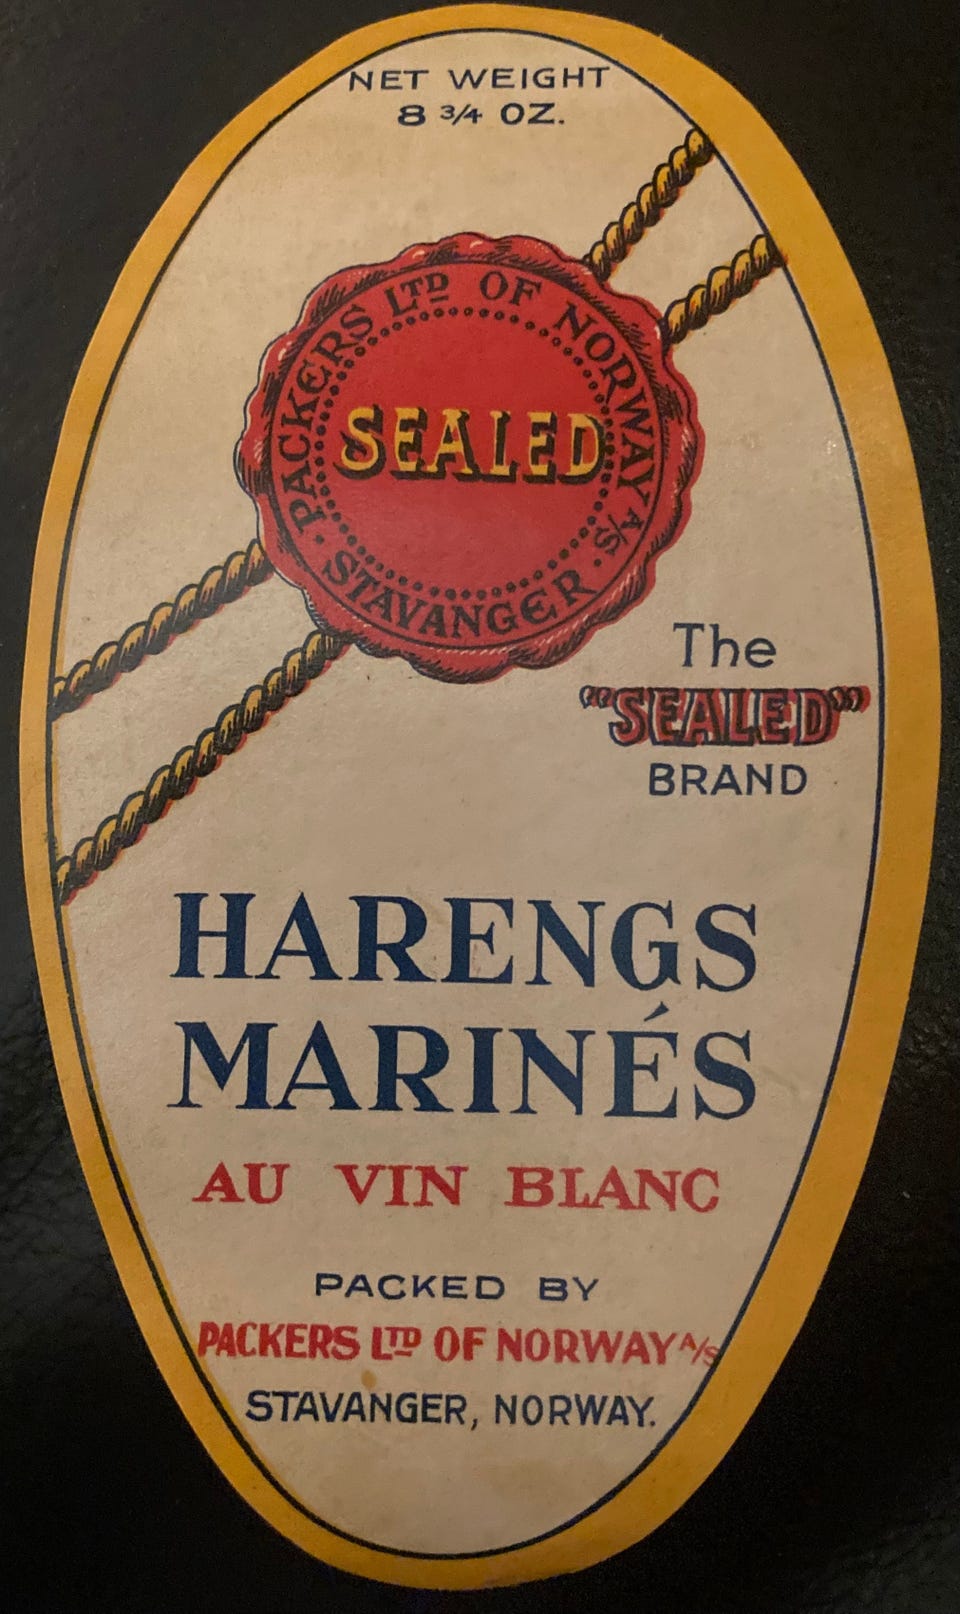 NET WEIGHT
8 3/4 OZ.
PACKERS LTD OF NORWAY A/S
SEALED
· STAVANGER ·
The
"SEALED"
BRAND
HARENGS
MARINÉS
AU VIN BLANC
PACKED BY
PACKERS LTD OF NORWAY A/S
STAVANGER, NORWAY.